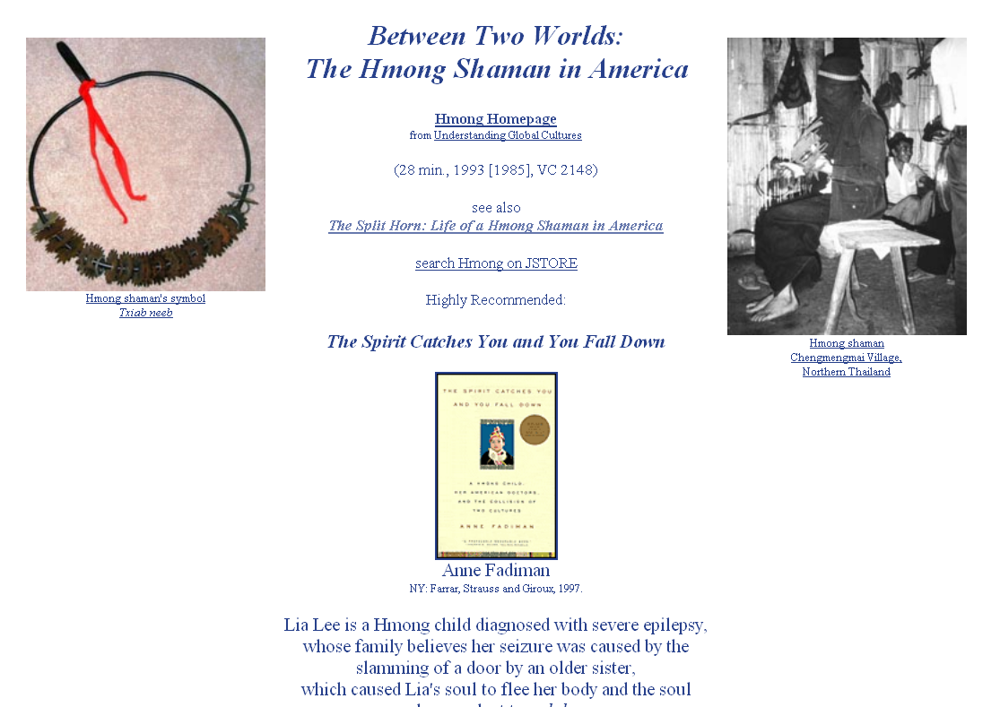 Between Two Worlds:
The Hmong Shaman in America
Hmong Homepage
from Understanding Global Cultures
(28 min., 1993 [1985], VC 2148)
see also
The Split Horn: Life of a Hmong Shaman in America
search Hmong on JSTORE
Highly Recommended:
The Spirit Catches You and You Fall Down
Hmong shaman's symbol
Txiab neeb
Hmong shaman
Chengmengmai Village,
Northern Thailand
THE SPIRIT CATCHES YOU
AND YOU FALL DOWN
A HMONG CHILD,
HER AMERICAN DOCTORS,
AND THE COLLISION OF
TWO CULTURES
ANNE FADIMAN
Anne Fadiman
NY: Farrar, Strauss and Giroux, 1997.
Lia Lee is a Hmong child diagnosed with severe epilepsy,
whose family believes her seizure was caused by the
slamming of a door by an older sister,
which caused Lia's soul to flee her body and the soul